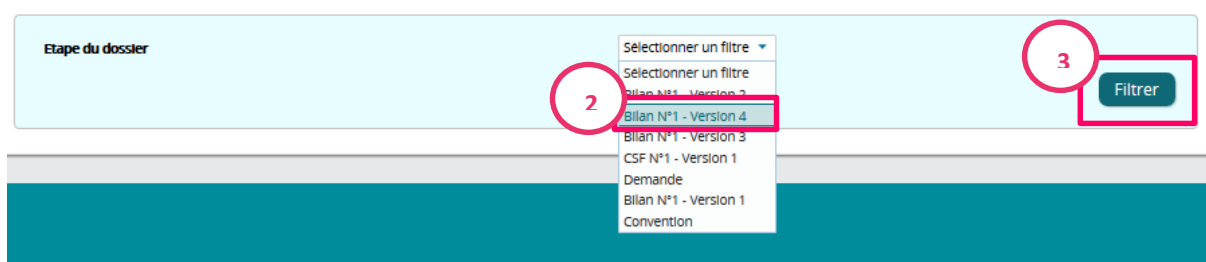 Etape du dossier
Sélectionner un filtre
Sélectionner un filtre
Bilan N°1 - Version 2
Bilan N°1 - Version 4
Bilan N°1 - Version 3
CSF N°1 - Version 1
Demande
Bilan N°1 - Version 1
Convention
2
3
Filtrer